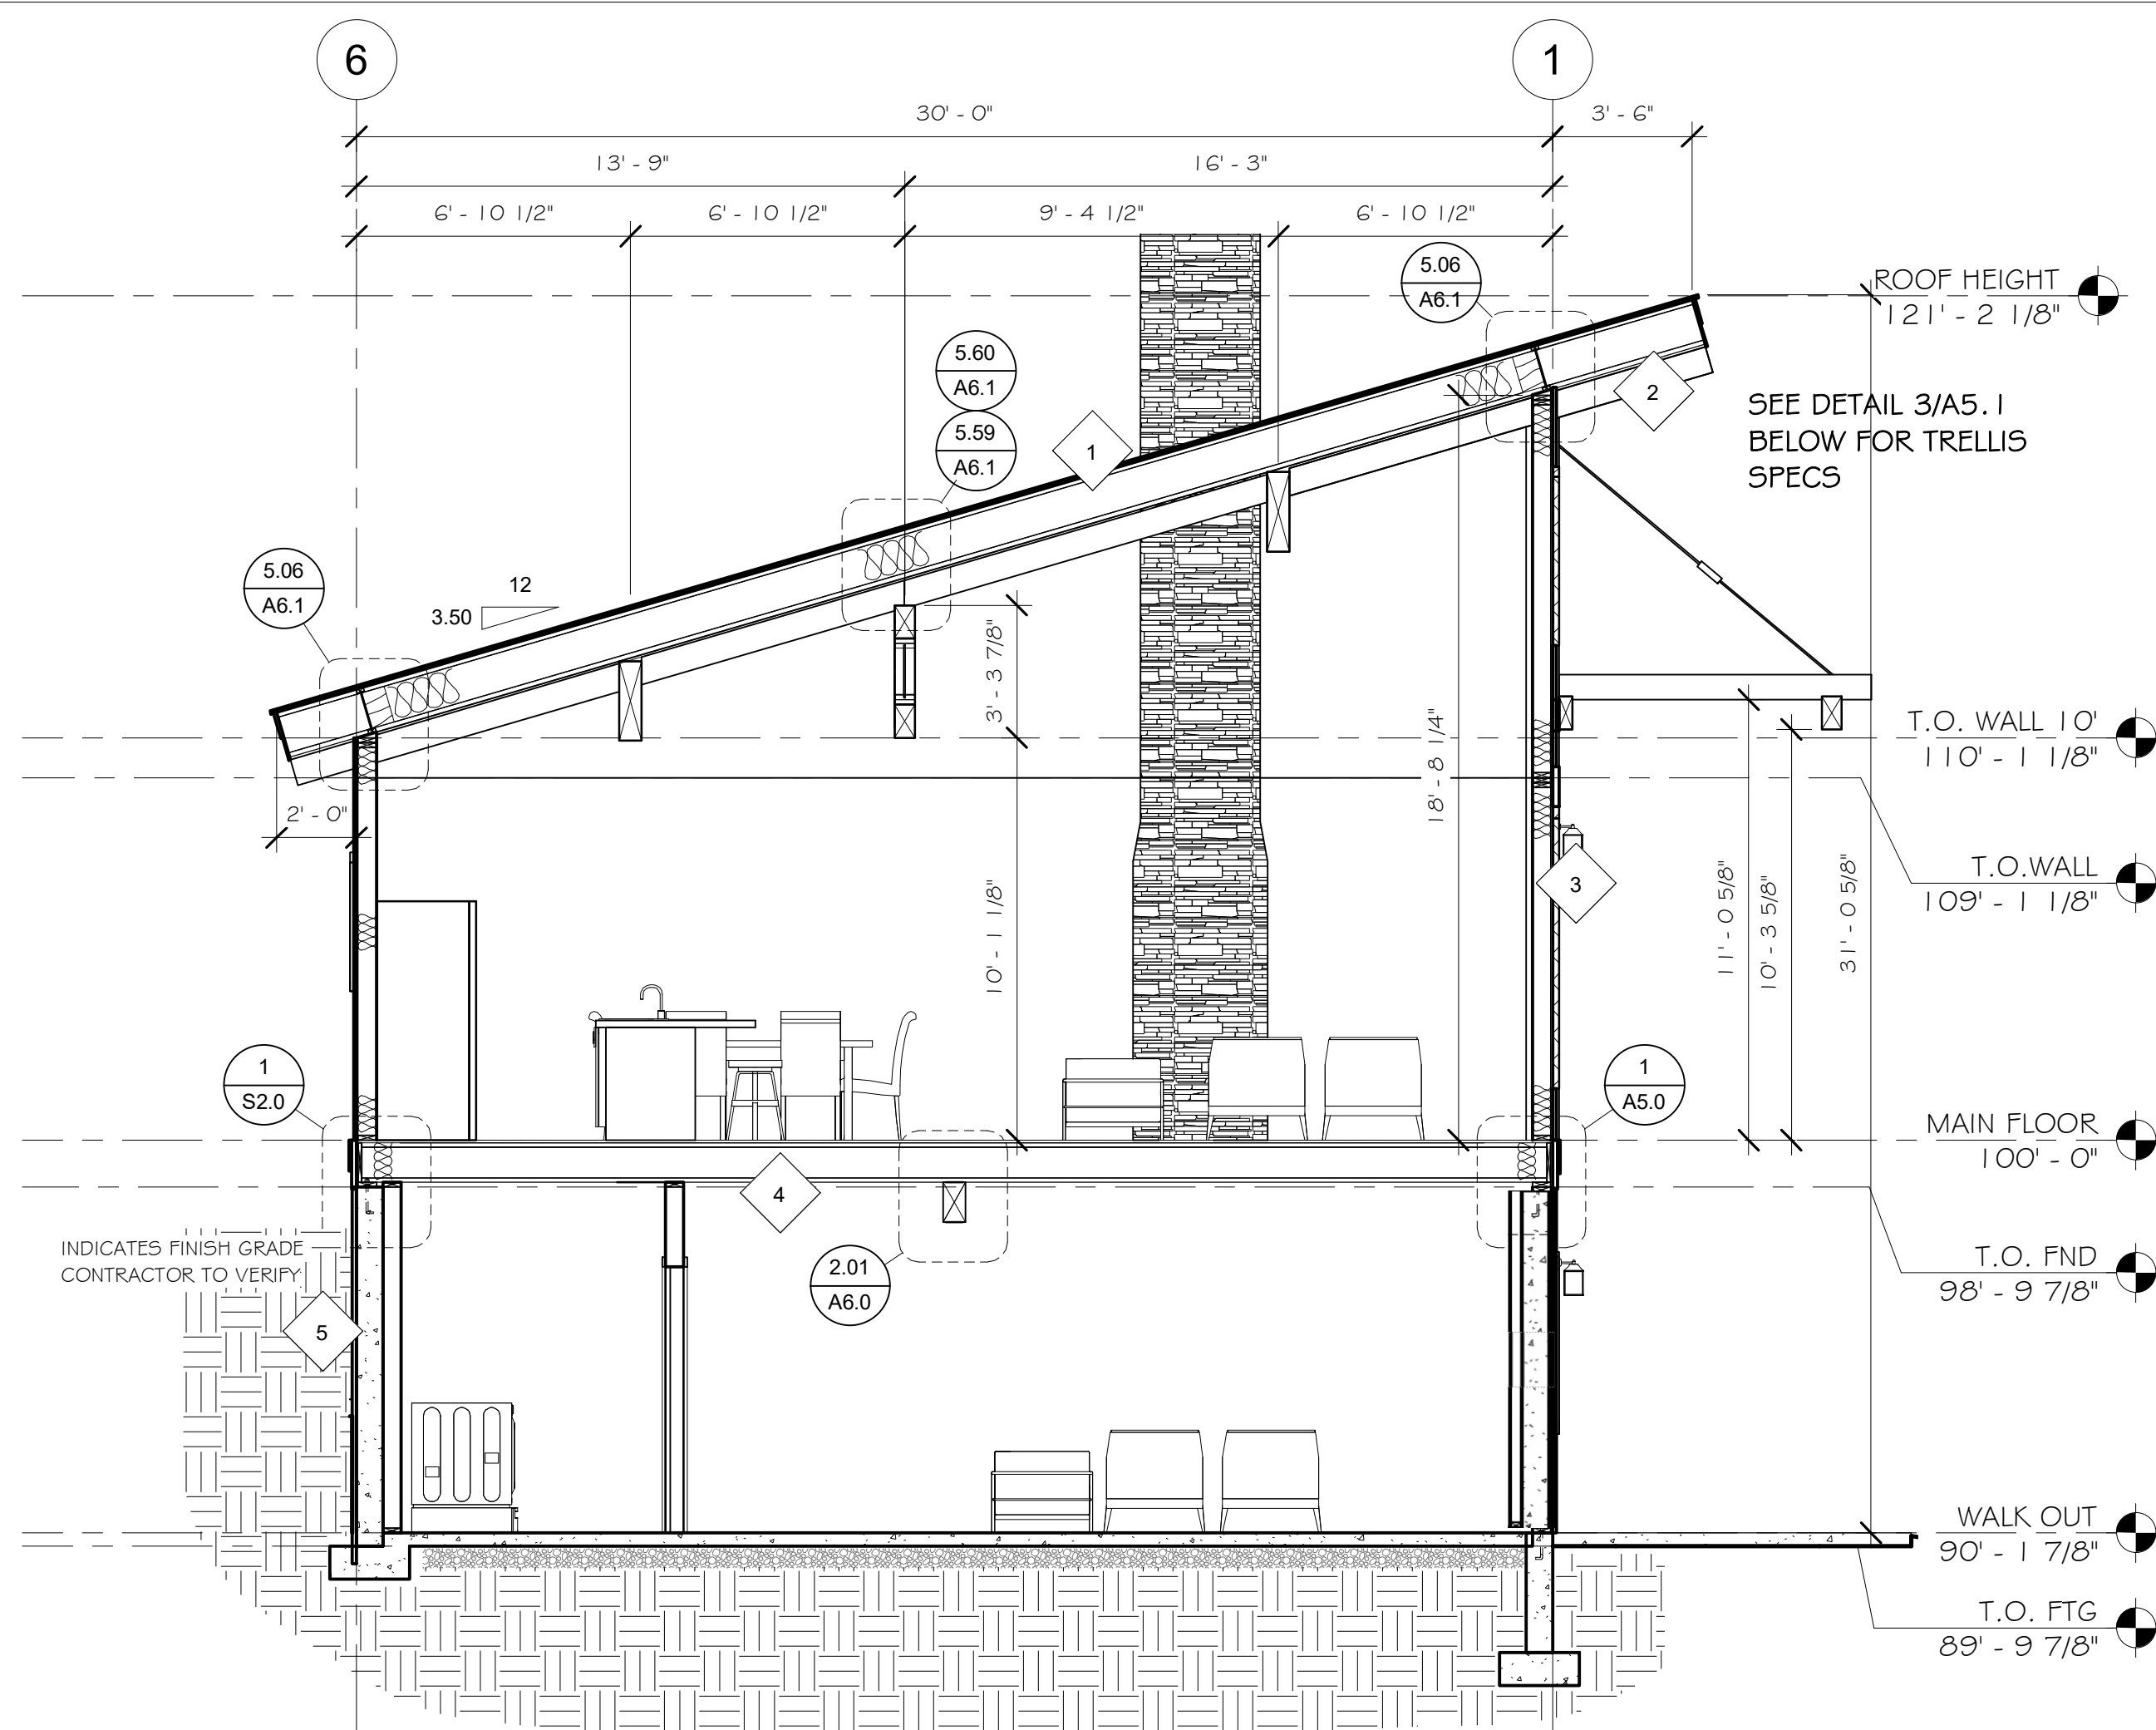 6
1
30' - 0"
3' - 6"
13' - 9"
16' - 3"
6' - 10 1/2"
6' - 10 1/2"
9' - 4 1/2"
6' - 10 1/2"
5.06
A6.1
ROOF HEIGHT
121' - 2 1/8"
5.60
A6.1
5.59
A6.1
1
2
SEE DETAIL 3/A5.1
BELOW FOR TRELLIS
SPECS
5.06
A6.1
12
3.50
3' - 3 7/8"
18' - 8 1/4"
T.O. WALL 10'
110' - 1 1/8"
2' - 0"
10' - 1 1/8"
3
11' - 0 5/8"
10' - 3 5/8"
31' - 0 5/8"
T.O.WALL
109' - 1 1/8"
1
S2.0
1
A5.0
MAIN FLOOR
100' - 0"
4
INDICATES FINISH GRADE
CONTRACTOR TO VERIFY
2.01
A6.0
T.O. FND
98' - 9 7/8"
5
WALK OUT
90' - 1 7/8"
T.O. FTG
89' - 9 7/8"